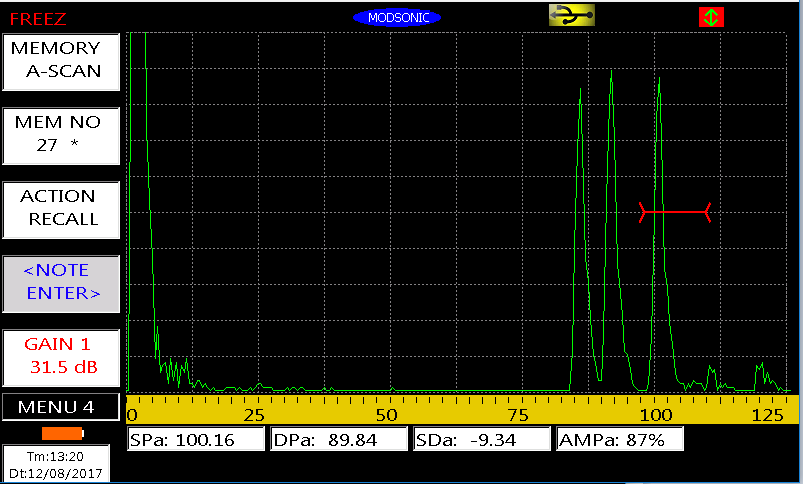 FREEZ
MODSONIC
MEMORY
A-SCAN
MEM NO
27 *
ACTION
RECALL
<NOTE
ENTER>
GAIN 1
31.5 dB
MENU 4
0 25 50 75 100 125
SPa: 100.16 DPa: 89.84 SDa: -9.34 AMPa: 87%
Tm:13:20
Dt:12/08/2017